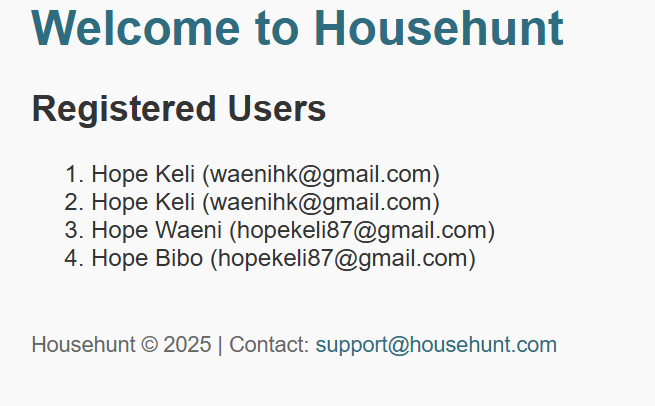 Welcome to Househunt
Registered Users
1. Hope Keli (waenihk@gmail.com)
2. Hope Keli (waenihk@gmail.com)
3. Hope Waeni (hopekeli87@gmail.com)
4. Hope Bibo (hopekeli87@gmail.com)
Househunt © 2025 | Contact: support@househunt.com